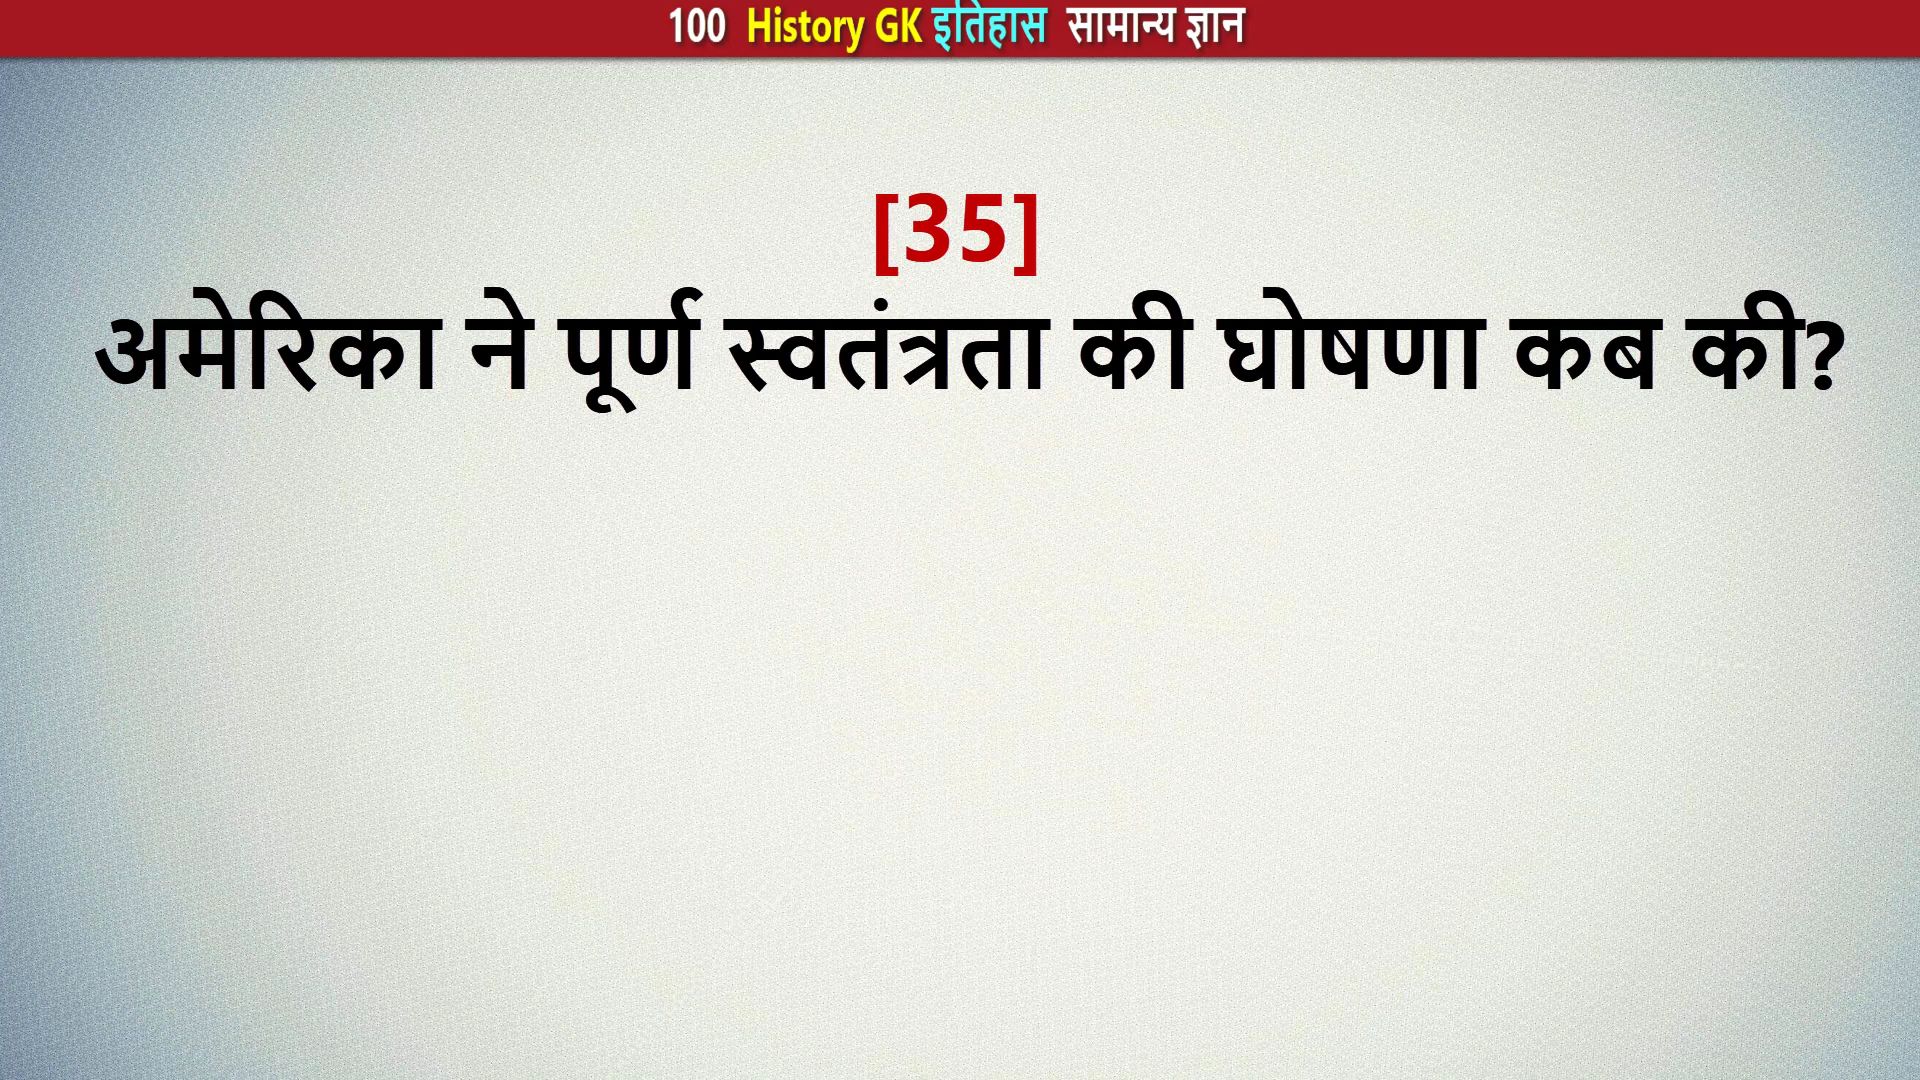 100 History GK इतिहास सामान्य ज्ञान
[35]
अमेरिका ने पूर्ण स्वतंत्रता की घोषणा कब की?